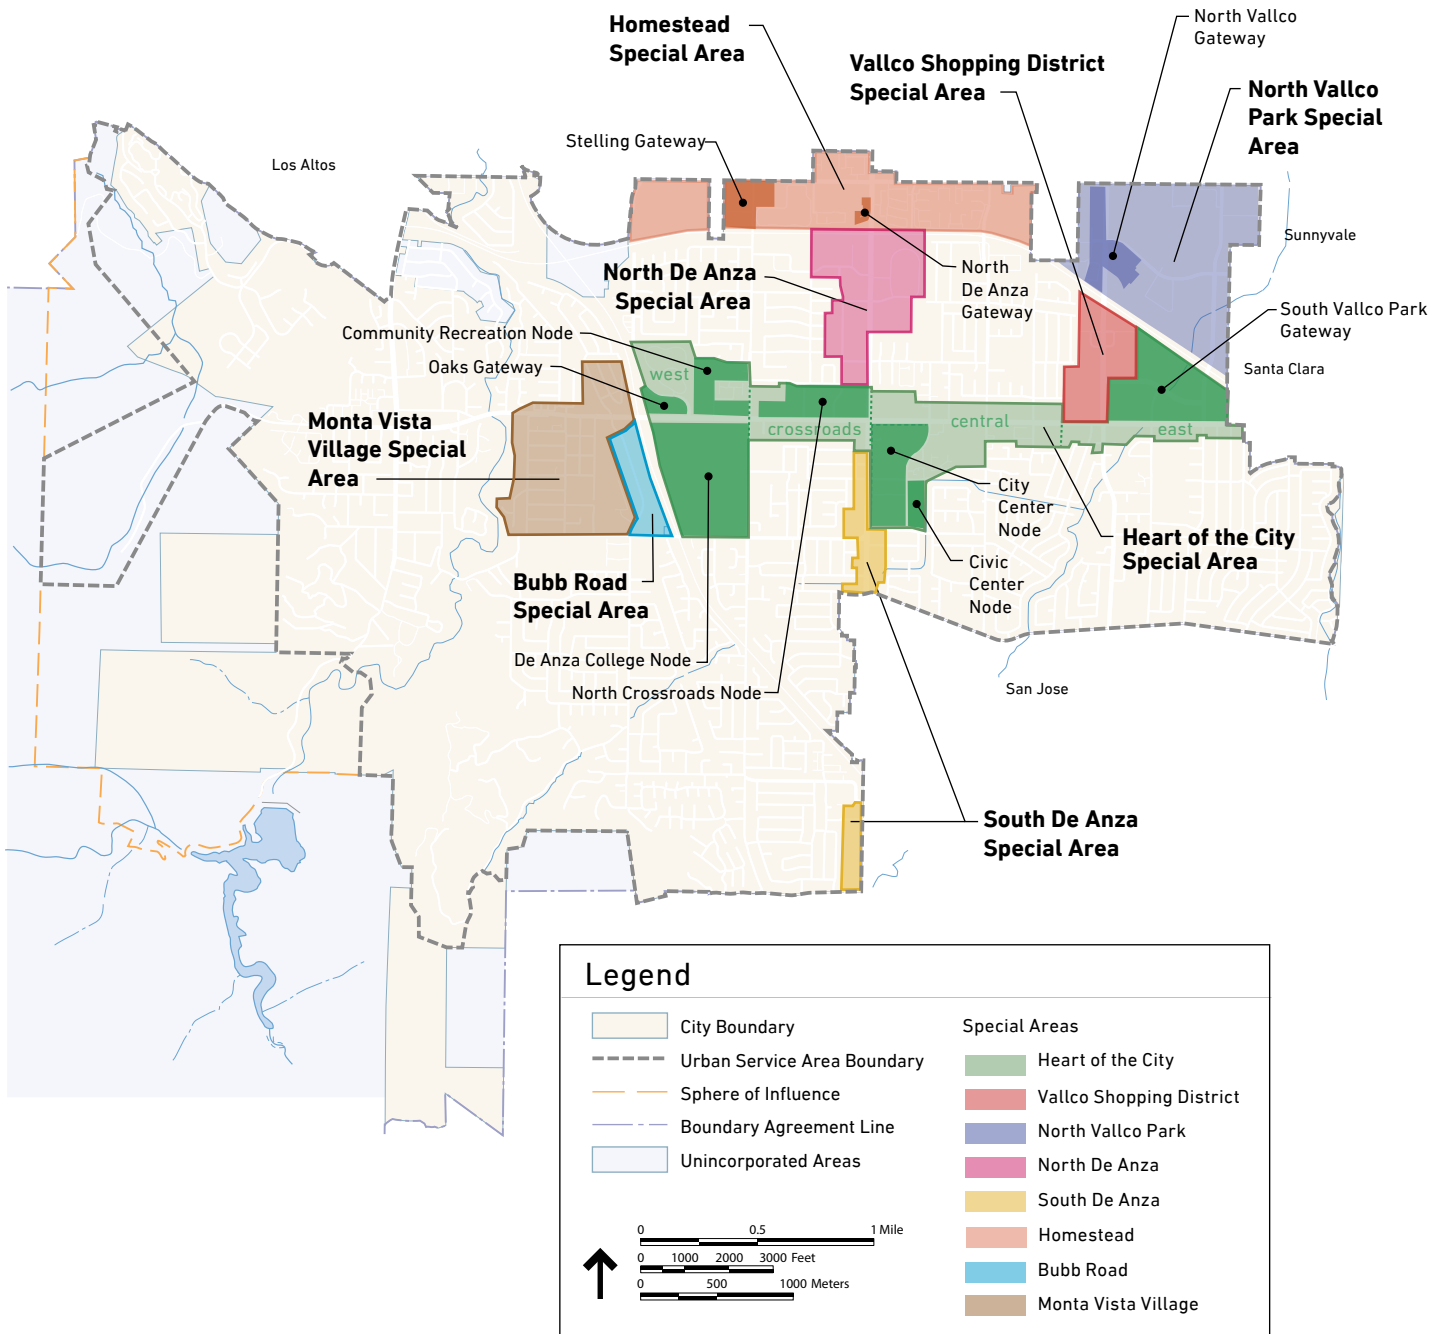 Homestead
Special Area
North Vallco
Gateway
Vallco Shopping District
Special Area
North Vallco
Park Special
Area
Stelling Gateway
Los Altos
Sunnyvale
North De Anza
Special Area
North
De Anza
Gateway
South Vallco Park
Gateway
Community Recreation Node
Oaks Gateway
Santa Clara
west
Monta Vista
Village Special
Area
crossroads
central
east
City
Center
Node
Heart of the City
Special Area
Civic
Center
Node
Bubb Road
Special Area
De Anza College Node
North Crossroads Node
San Jose
South De Anza
Special Area
Legend
City Boundary
Urban Service Area Boundary
Sphere of Influence
Boundary Agreement Line
Unincorporated Areas
0 0.5 1 Mile
0 1000 2000 3000 Feet
0 500 1000 Meters
Special Areas
Heart of the City
Vallco Shopping District
North Vallco Park
North De Anza
South De Anza
Homestead
Bubb Road
Monta Vista Village